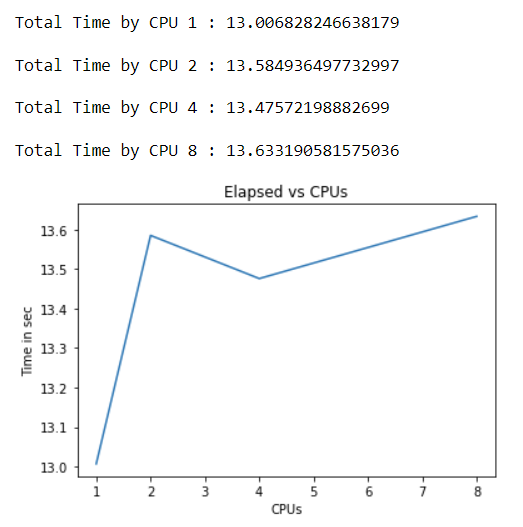 Total Time by CPU 1 : 13.006828246638179
Total Time by CPU 2 : 13.584936497732997
Total Time by CPU 4 : 13.47572198882699
Total Time by CPU 8 : 13.633190581575036
Elapsed vs CPUs
13.6
13.5
13.4
13.3
13.2
13.1
13.0
Time in sec
1 2 3 4 5 6 7 8
CPUs